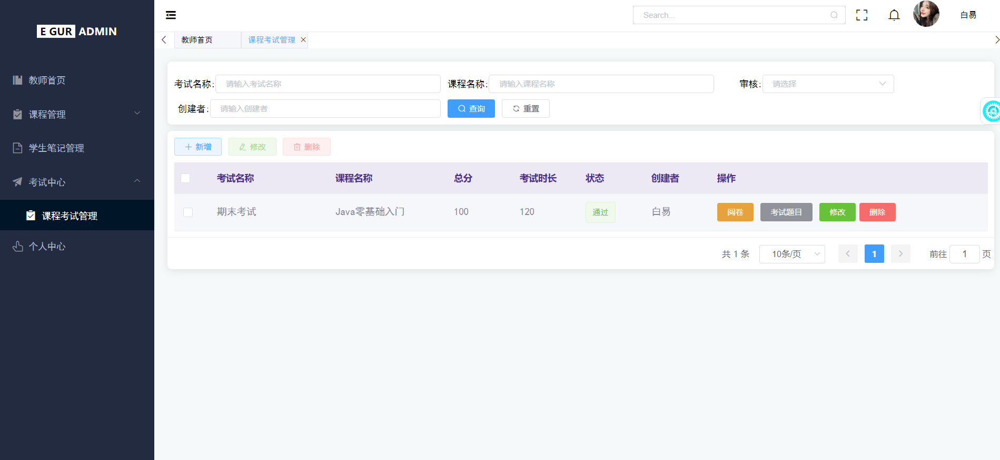 E GUR ADMIN
Search...
白易
教师首页
课程考试管理
教师首页
课程管理
学生笔记管理
考试中心
课程考试管理
个人中心
考试名称: 请输入考试名称 课程名称: 请输入课程名称 审核: 请选择
创建者: 请输入创建者 查询 重置
新增 修改 删除
考试名称 课程名称 总分 考试时长 状态 创建者 操作
期末考试 Java零基础入门 100 120 通过 白易 阅卷 考试题目 修改 删除
共 1 条 10条/页 1 前往 1 页